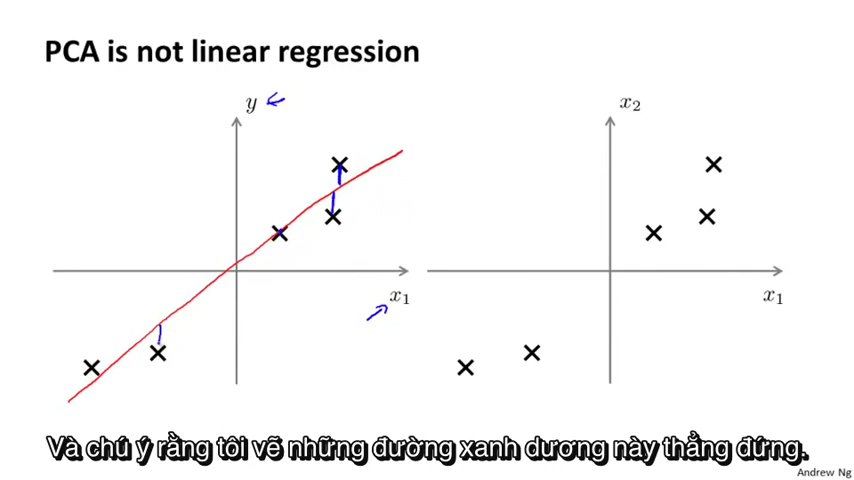 PCA is not linear regression
y
x₂
x₁
x₁
Và chú ý rằng tôi vẽ những đường xanh dương này thẳng đứng.
Andrew Ng